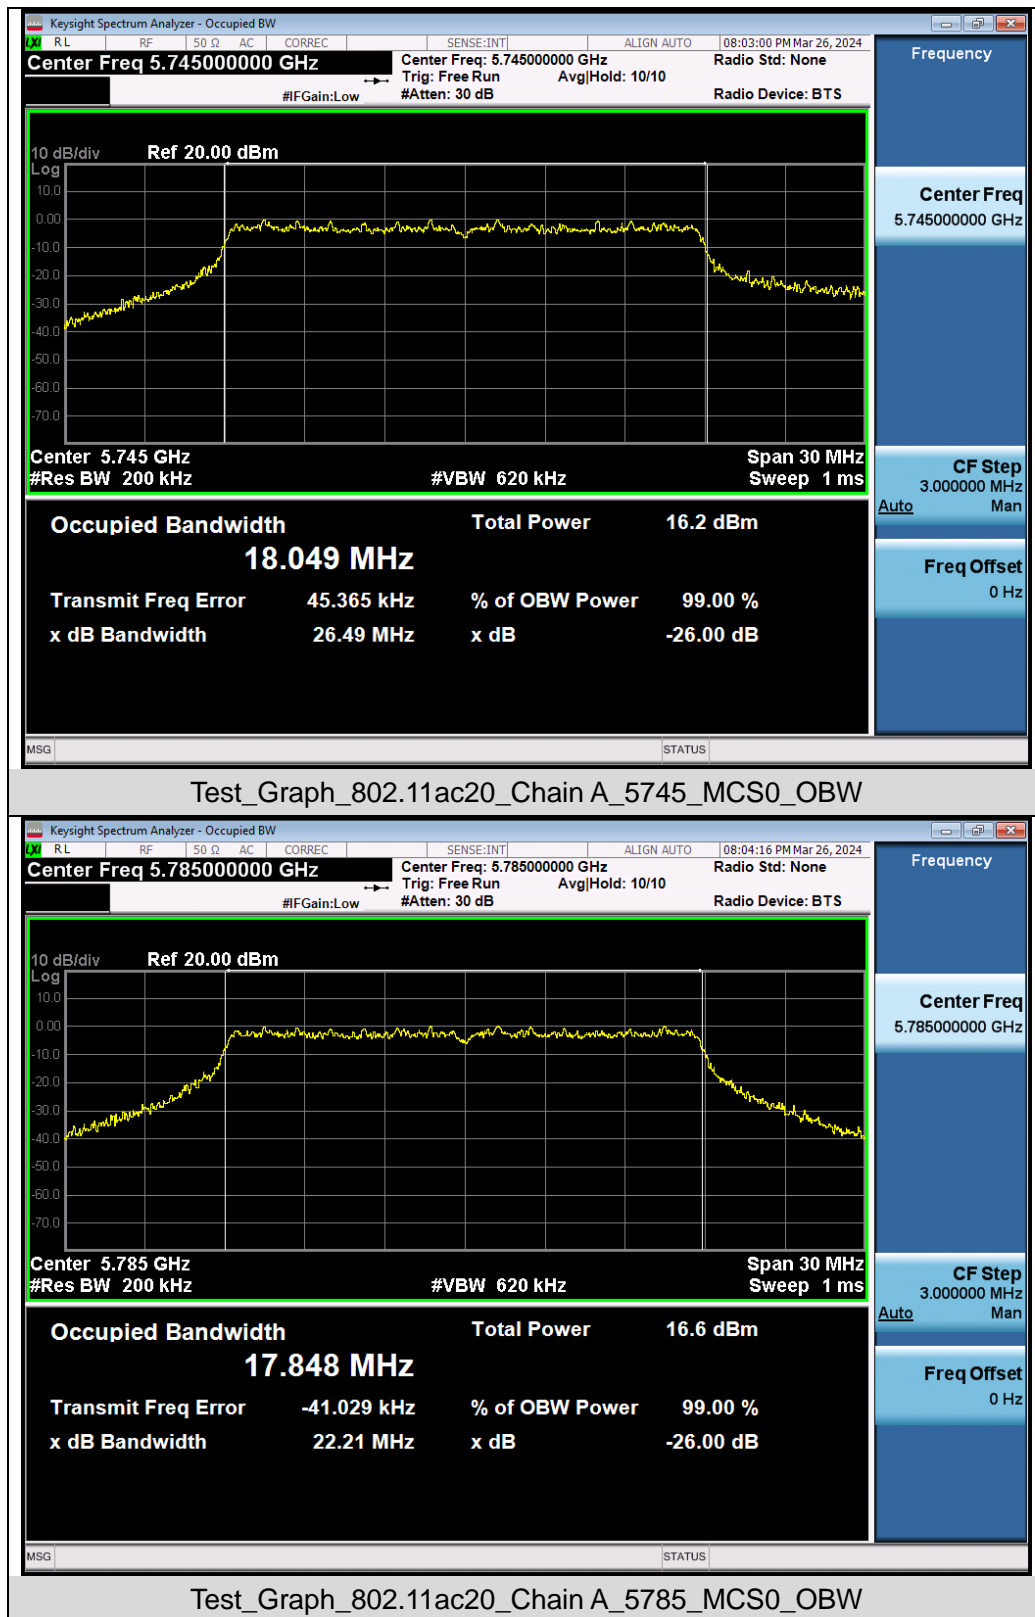 Keysight Spectrum Analyzer - Occupied BW
LXI RL RF 50 Ω AC CORREC SENSE:INT ALIGN AUTO 08:03:00 PM Mar 26, 2024
Center Freq 5.745000000 GHz
Center Freq: 5.745000000 GHz
Radio Std: None
Trig: Free Run Avg|Hold: 10/10
#IFGain:Low
#Atten: 30 dB
Radio Device: BTS
Frequency
10 dB/div Ref 20.00 dBm
Log
10.0
0.00
-10.0
-20.0
-30.0
-40.0
-50.0
-60.0
-70.0
Center 5.745 GHz Span 30 MHz
#Res BW 200 kHz #VBW 620 kHz Sweep 1 ms
Center Freq
5.745000000 GHz
CF Step
3.000000 MHz
Auto Man
Freq Offset
0 Hz
Occupied Bandwidth Total Power 16.2 dBm
18.049 MHz
Transmit Freq Error 45.365 kHz % of OBW Power 99.00 %
x dB Bandwidth 26.49 MHz x dB -26.00 dB
MSG STATUS
Test_Graph_802.11ac20_Chain A_5745_MCS0_OBW
Keysight Spectrum Analyzer - Occupied BW
LXI RL RF 50 Ω AC CORREC SENSE:INT ALIGN AUTO 08:04:16 PM Mar 26, 2024
Center Freq 5.785000000 GHz
Center Freq: 5.785000000 GHz
Radio Std: None
Trig: Free Run Avg|Hold: 10/10
#IFGain:Low
#Atten: 30 dB
Radio Device: BTS
Frequency
10 dB/div Ref 20.00 dBm
Log
10.0
0.00
-10.0
-20.0
-30.0
-40.0
-50.0
-60.0
-70.0
Center 5.785 GHz Span 30 MHz
#Res BW 200 kHz #VBW 620 kHz Sweep 1 ms
Center Freq
5.785000000 GHz
CF Step
3.000000 MHz
Auto Man
Freq Offset
0 Hz
Occupied Bandwidth Total Power 16.6 dBm
17.848 MHz
Transmit Freq Error -41.029 kHz % of OBW Power 99.00 %
x dB Bandwidth 22.21 MHz x dB -26.00 dB
MSG STATUS
Test_Graph_802.11ac20_Chain A_5785_MCS0_OBW